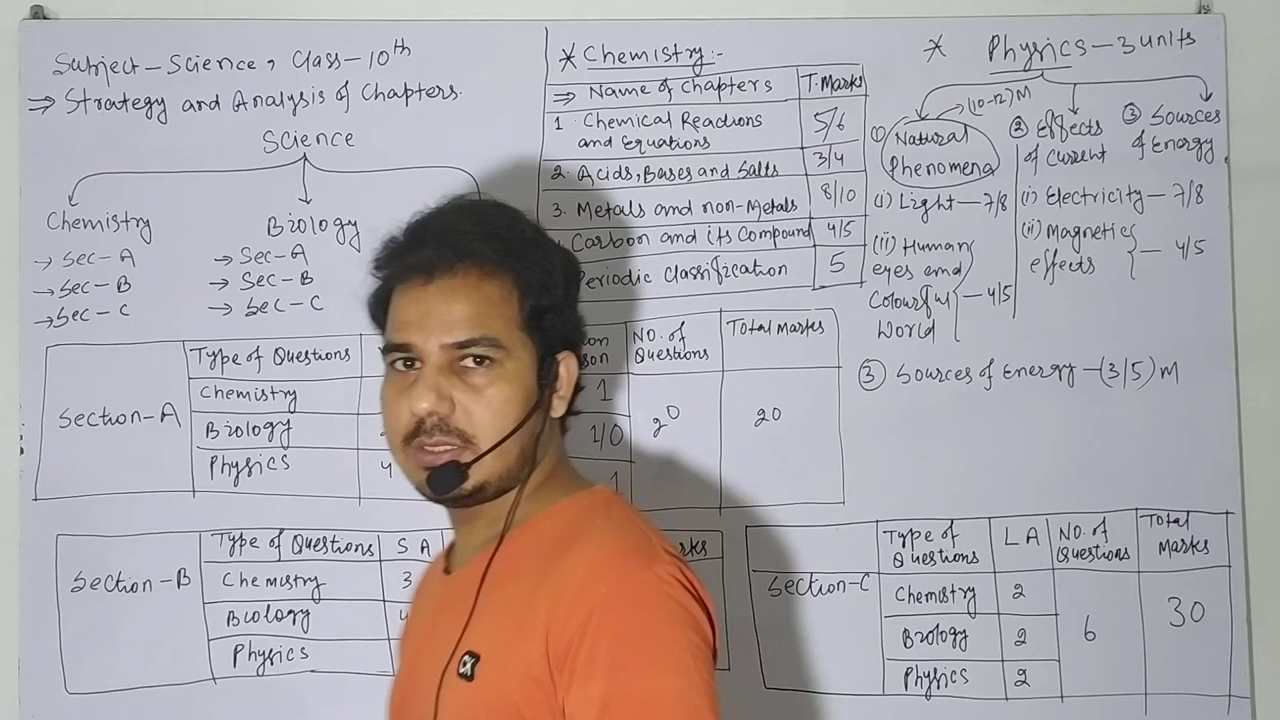 Subject - Science, Class - 10th
⇒ Strategy and Analysis of Chapters.
Science
Chemistry
→ Sec - A
→ Sec - B
→ Sec - C
Biology
→ Sec - A
→ Sec - B
→ Sec - C
* Chemistry :-
⇒ Name of Chapters T. Marks
1. Chemical Reactions and Equations 5/6
2. Acids, Bases and Salts 3/4
3. Metals and non-Metals 8/10
Carbon and its Compound 4/5
Periodic Classification 5
* Physics - 3 units
→ (10-12) M
(1) Natural
Phenomena
(i) Light - 7/8
(ii) Human
eyes and
Colourful - 4/5
World
② Effects
of Current
(i) Electricity - 7/8
(ii) Magnetic
effects - 4/5
③ Sources
of Energy
③ Sources of Energy - (3/5) M
Section - A
Type of Questions
Chemistry
Biology
Physics 4
1
1/0
1
NO. of
Questions
20
Total Marks
20
Section - B
Type of Questions S A
Chemistry 3
Biology
Physics
Section - C
Type of
Questions
L A
NO. of
Questions
Total
Marks
Chemistry 2
Biology 2
Physics 2
6
30